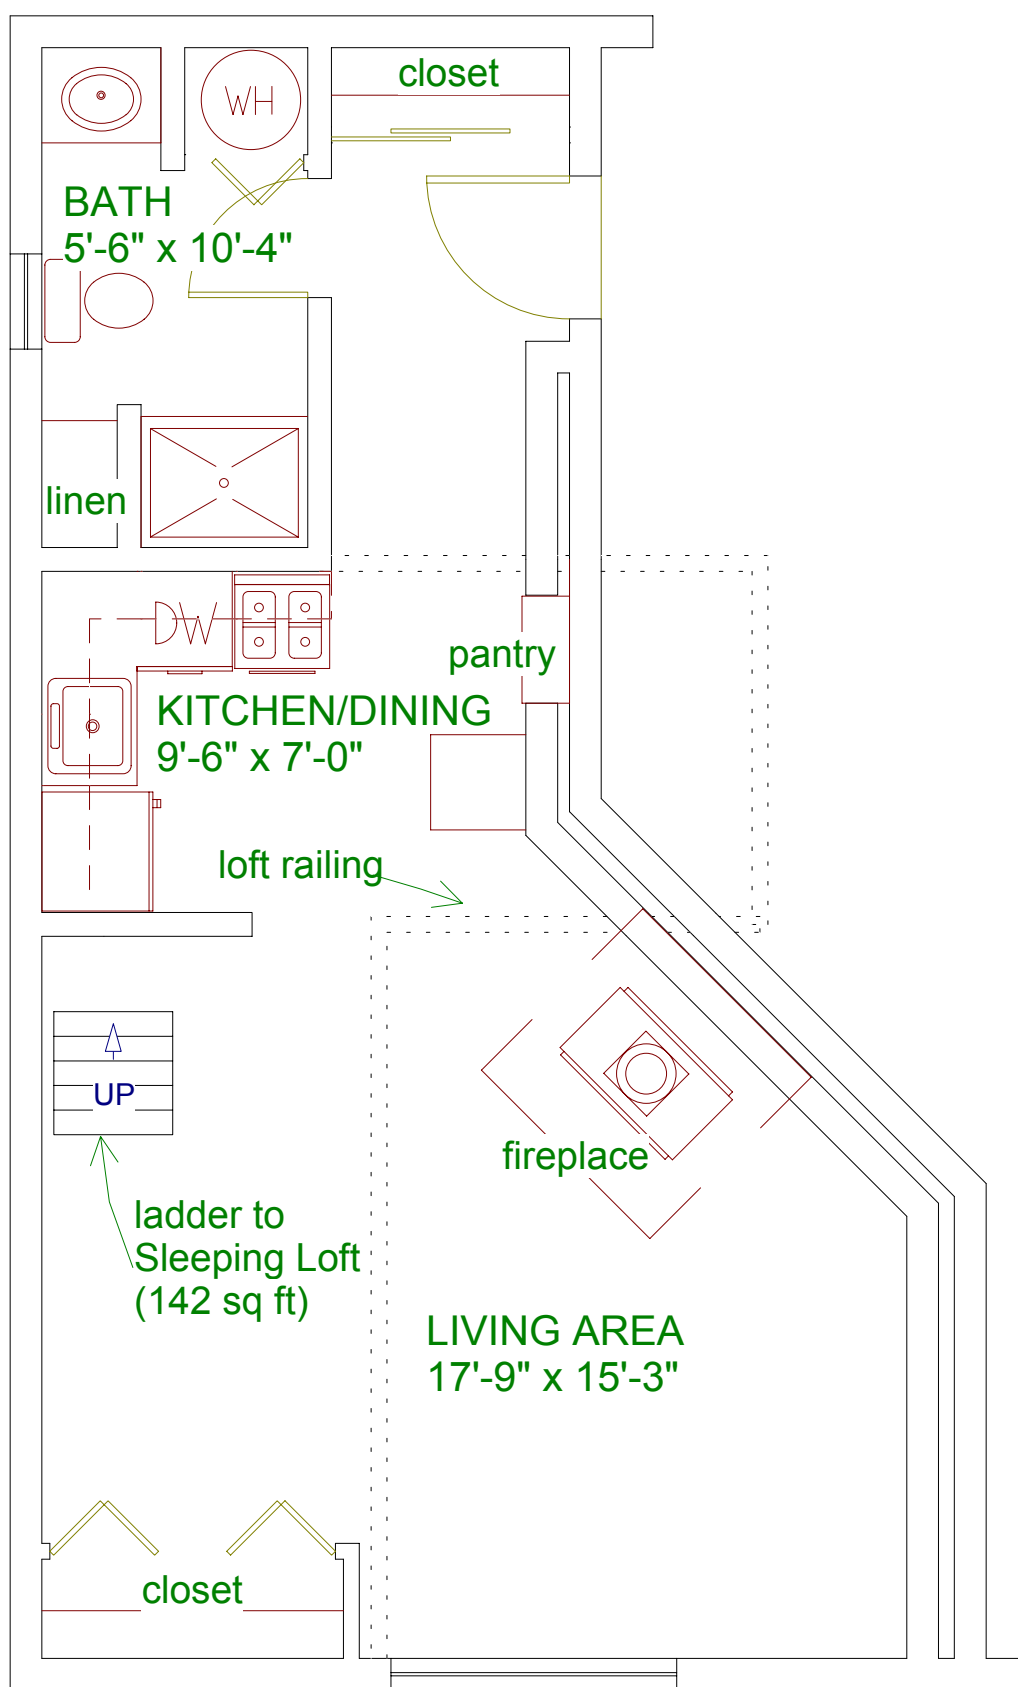 closet
WH
BATH
5'-6" x 10'-4"
linen
DW
pantry
KITCHEN/DINING
9'-6" x 7'-0"
loft railing
UP
fireplace
ladder to
Sleeping Loft
(142 sq ft)
LIVING AREA
17'-9" x 15'-3"
closet